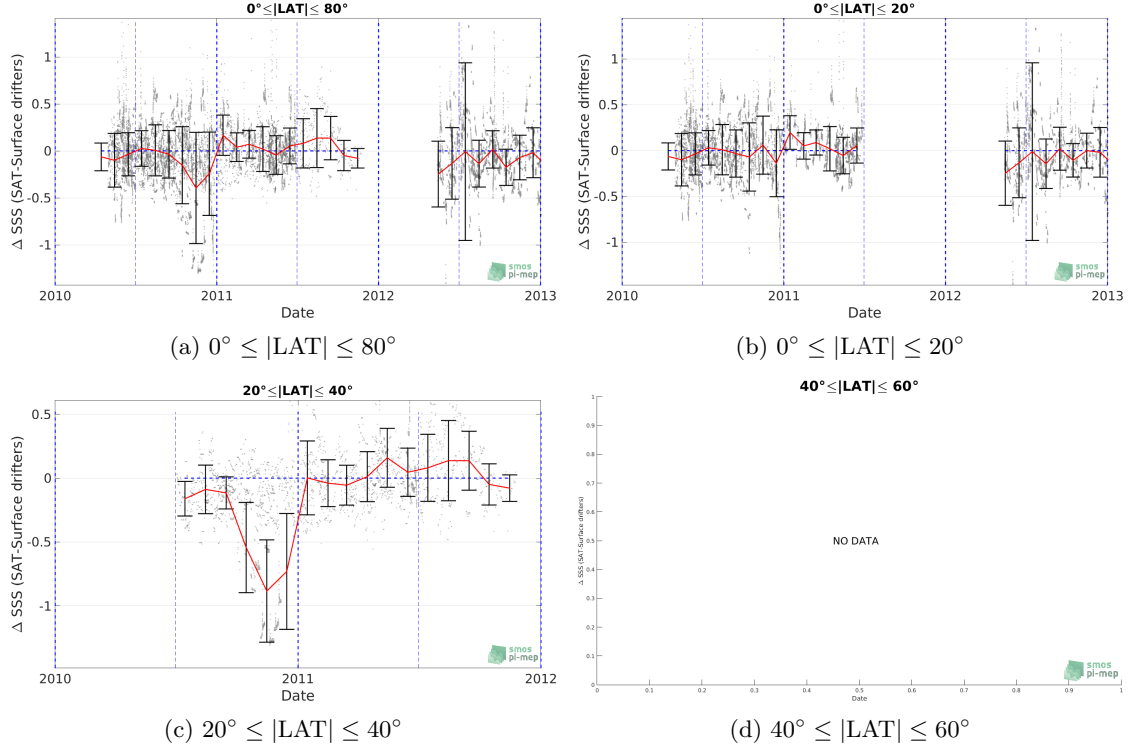 0°≤|LAT|≤ 80°
Δ SSS (SAT-Surface drifters)
1
0.5
0
-0.5
-1
smos
pi-mep
2010 2011 2012 2013
Date
(a) 0° ≤ |LAT| ≤ 80°
0°≤|LAT|≤ 20°
Δ SSS (SAT-Surface drifters)
1
0.5
0
-0.5
-1
smos
pi-mep
2010 2011 2012 2013
Date
(b) 0° ≤ |LAT| ≤ 20°
20°≤|LAT|≤ 40°
Δ SSS (SAT-Surface drifters)
0.5
0
-0.5
-1
smos
pi-mep
2010 2011 2012
Date
(c) 20° ≤ |LAT| ≤ 40°
40°≤|LAT|≤ 60°
Δ SSS (SAT-Surface drifters)
1
0.9
0.8
0.7
0.6
0.5
0.4
0.3
0.2
0.1
0
NO DATA
smos
pi-mep
0 0.1 0.2 0.3 0.4 0.5 0.6 0.7 0.8 0.9 1
Date
(d) 40° ≤ |LAT| ≤ 60°